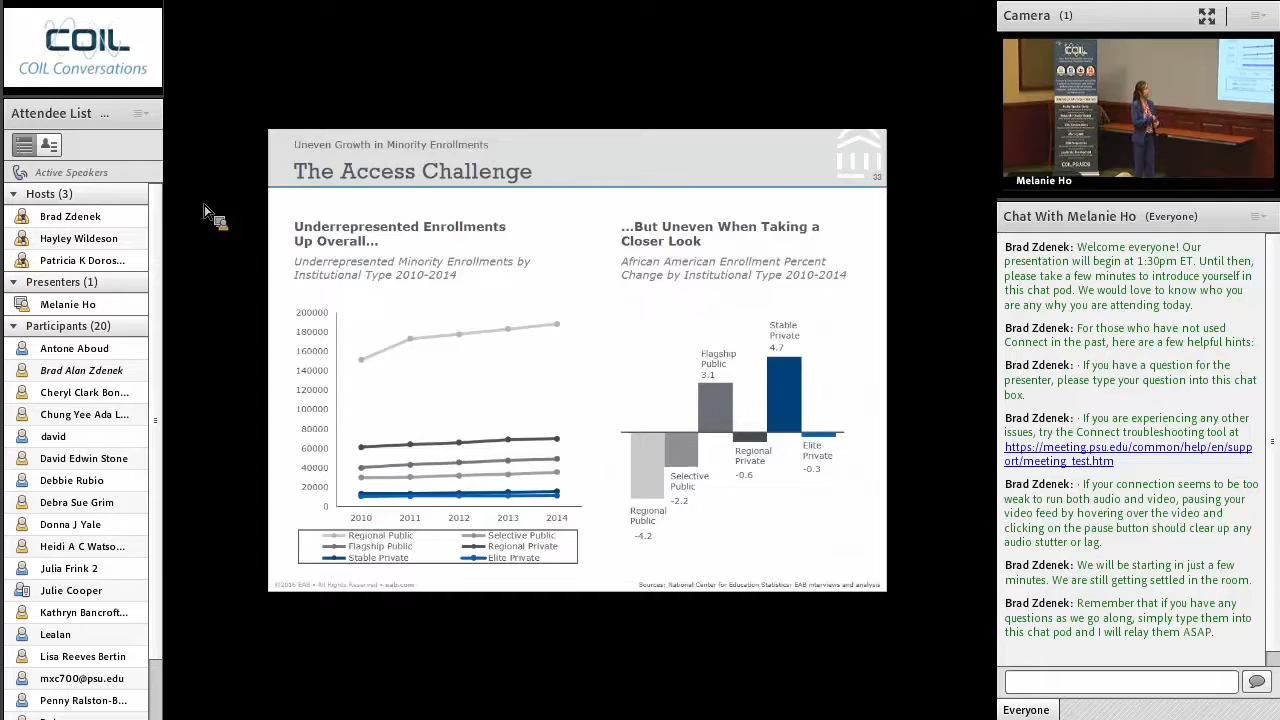 COIL
COIL Conversations
Attendee List ...
Active Speakers
Hosts (3)
Brad Zdenek
Hayley Wildeson
Patricia K Doros...
Presenters (1)
Melanie Ho
Participants (20)
Antone Aboud
Brad Alan Zdenek
Cheryl Clark Bon...
Chung Yee Ada L...
david
David Edwin Stone
Debbie Rubio
Debra Sue Grim
Donna J Yale
Heidi A C Watso...
Julia Frink 2
Julie Cooper
Kathryn Bancroft...
Lealan
Lisa Reeves Bertin
mxc700@psu.edu
Penny Ralston-B...
Uneven Growth in Minority Enrollments
The Access Challenge
33
Underrepresented Enrollments
Up Overall...
Underrepresented Minority Enrollments by
Institutional Type 2010-2014
200000
180000
160000
140000
120000
100000
80000
60000
40000
20000
0
2010 2011 2012 2013 2014
Regional Public Selective Public
Flagship Public Regional Private
Stable Private Elite Private
...But Uneven When Taking a
Closer Look
African American Enrollment Percent
Change by Institutional Type 2010-2014
Stable
Private
4.7
Flagship
Public
3.1
Regional
Private
-0.6
Elite
Private
-0.3
Selective
Public
-2.2
Regional
Public
-4.2
©2016 EAB • All Rights Reserved • eab.com
Sources: National Center for Education Statistics: EAB interviews and analysis
Camera (1)
COIL
COIL.PSU.EDU
Melanie Ho
Chat With Melanie Ho (Everyone)
Brad Zdenek: Welcome everyone! Our
presentation will begin at 1:30pm ET. Until then,
please take a few minutes to introduce yourself in
this chat pod. We would love to know who you
are any why you are attending today.
Brad Zdenek: For those who have not used
Connect in the past, here are a few helpful hints:
Brad Zdenek: · If you have a question for the
presenter, please type your question into this chat
box.
Brad Zdenek: · If you are experiencing any other
issues, try the Connect troubleshooting tool at
https://meeting.psu.edu/common/help/en/supp
ort/meeting_test.htm
Brad Zdenek: · If your connection seems to be too
weak to run both audio and video, pausing your
video feed by hovering over the video and
clicking on the pause button should clear up any
audio stutter or lag.
Brad Zdenek: We will be starting in just a few
minutes. We are still getting settled in the room.
Brad Zdenek: Remember that if you have any
questions as we go along, simply type them into
this chat pod and I will relay them ASAP.
Everyone